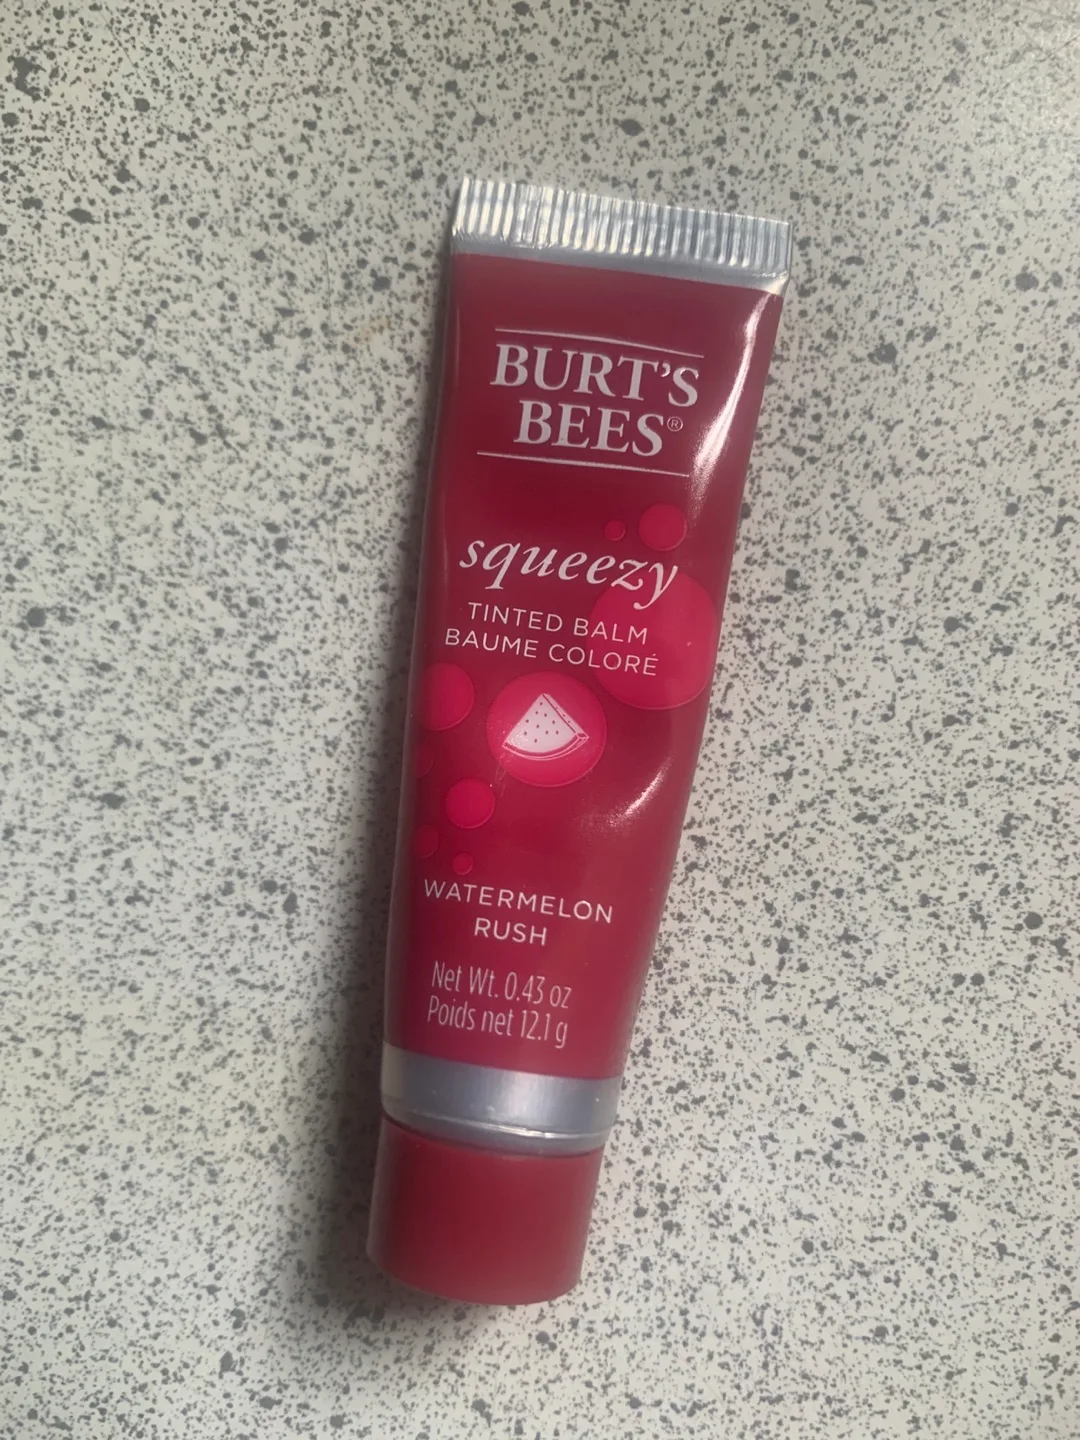 BURT'S
BEES®
squeezy
TINTED BALM
BAUME COLORÉ
WATERMELON
RUSH
Net Wt. 0.43 oz
Poids net 12.1 g